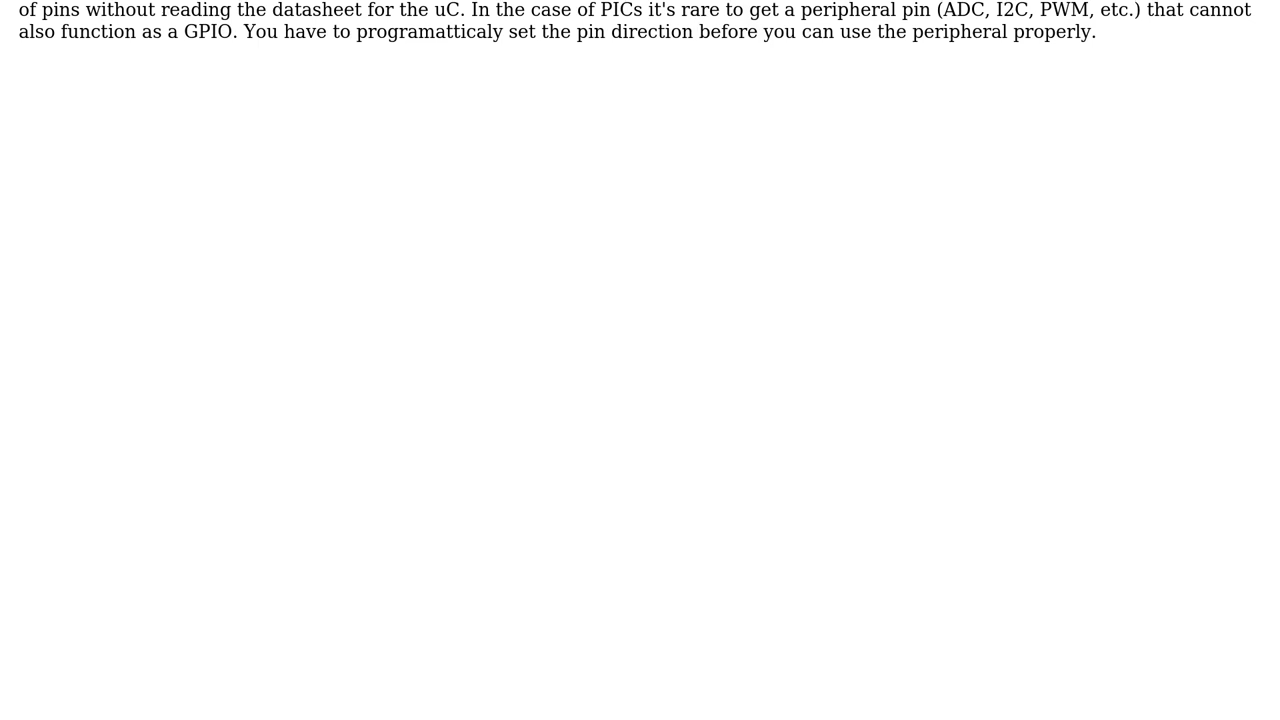 of pins without reading the datasheet for the uC. In the case of PICs it's rare to get a peripheral pin (ADC, I2C, PWM, etc.) that cannot
also function as a GPIO. You have to programatticaly set the pin direction before you can use the peripheral properly.